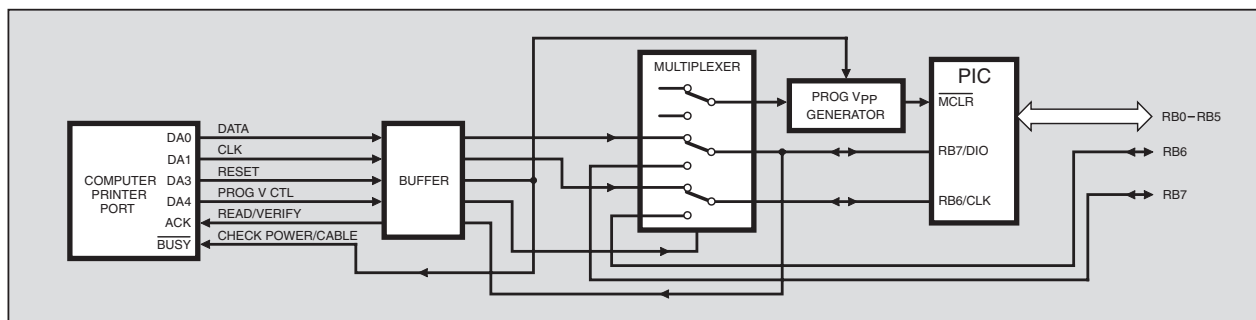 COMPUTER
PRINTER
PORT
DA0
DA1
DA3
DA4
ACK
BUSY
DATA
CLK
RESET
PROG V CTL
READ/VERIFY
CHECK POWER/CABLE
BUFFER
MULTIPLEXER
PROG VPP
GENERATOR
PIC
MCLR
RB7/DIO
RB6/CLK
RB0–RB5
RB6
RB7